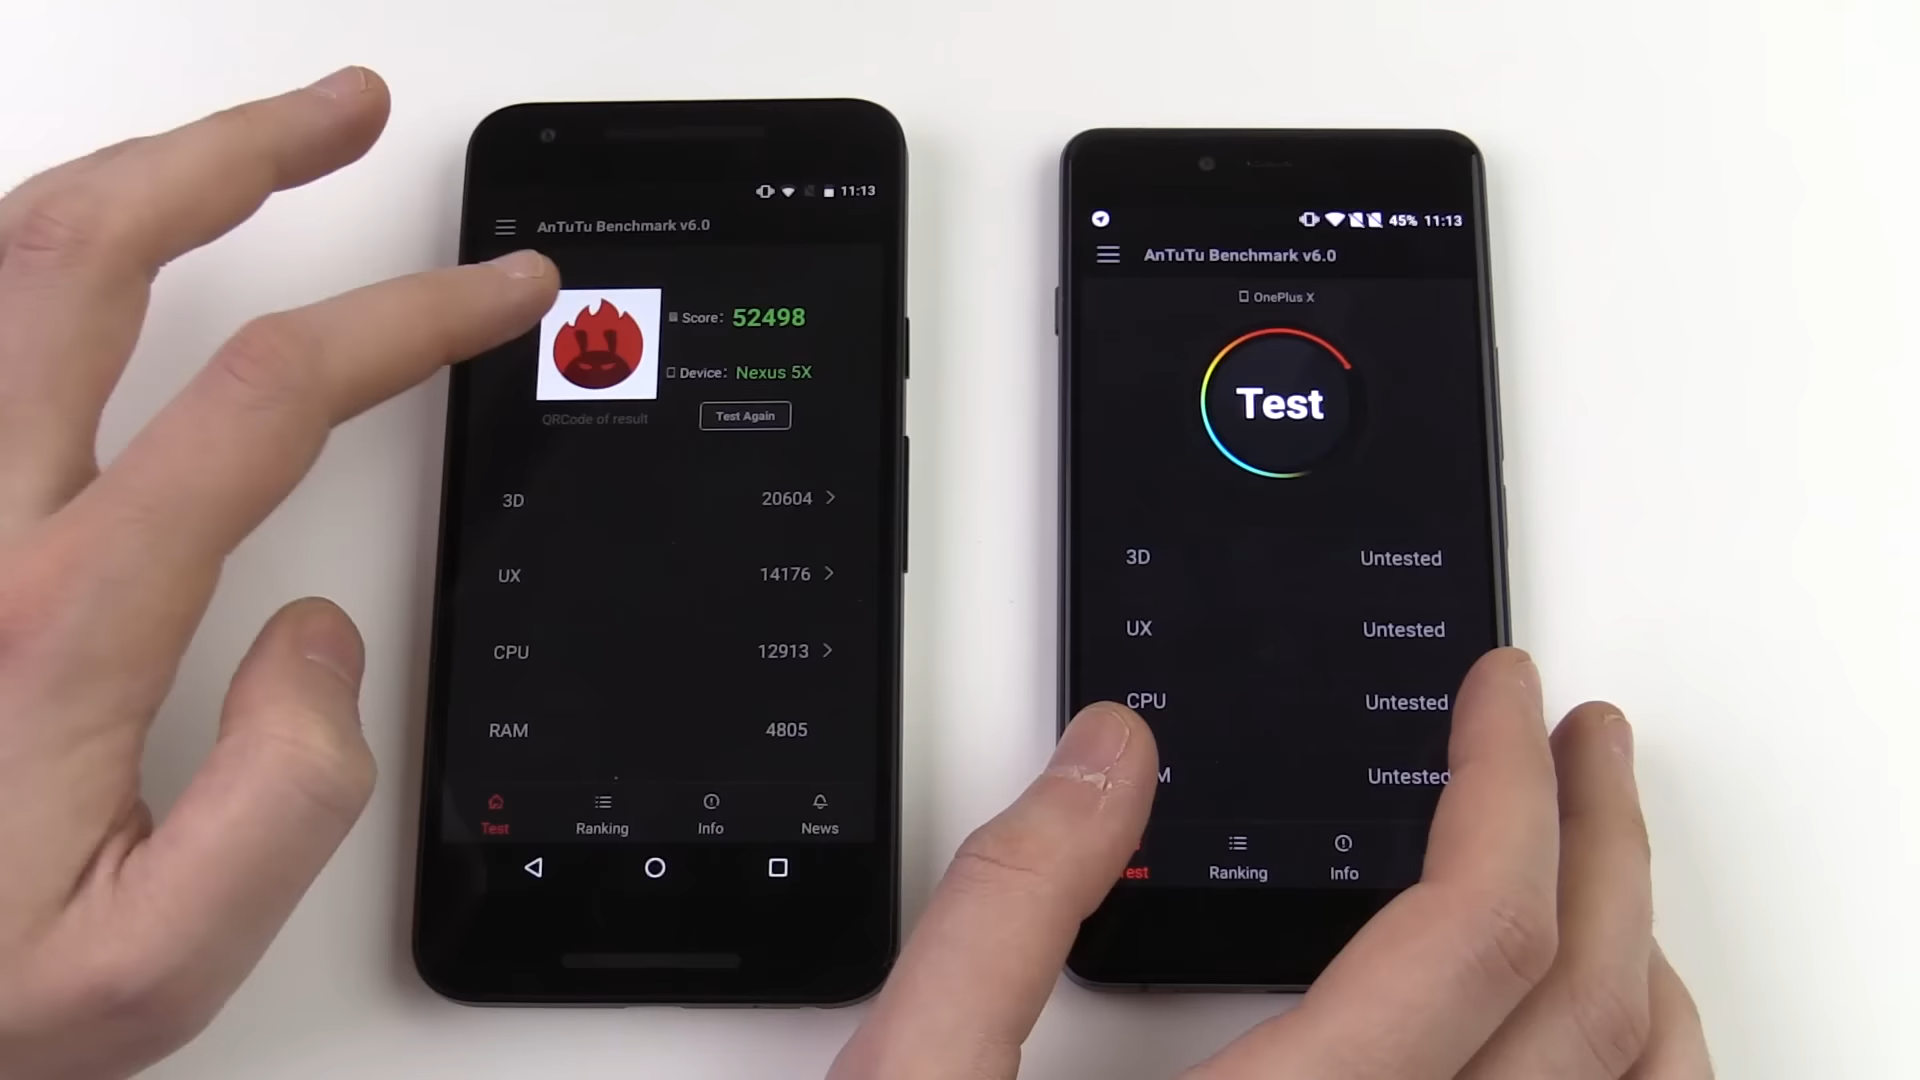 11:13
AnTuTu Benchmark v6.0
Score: 52498
Device: Nexus 5X
QRCode of result
Test Again
3D 20604
UX 14176
CPU 12913
RAM 4805
Test Ranking Info News
45% 11:13
AnTuTu Benchmark v6.0
OnePlus X
Test
3D Untested
UX Untested
CPU Untested
M Untested
est Ranking Info